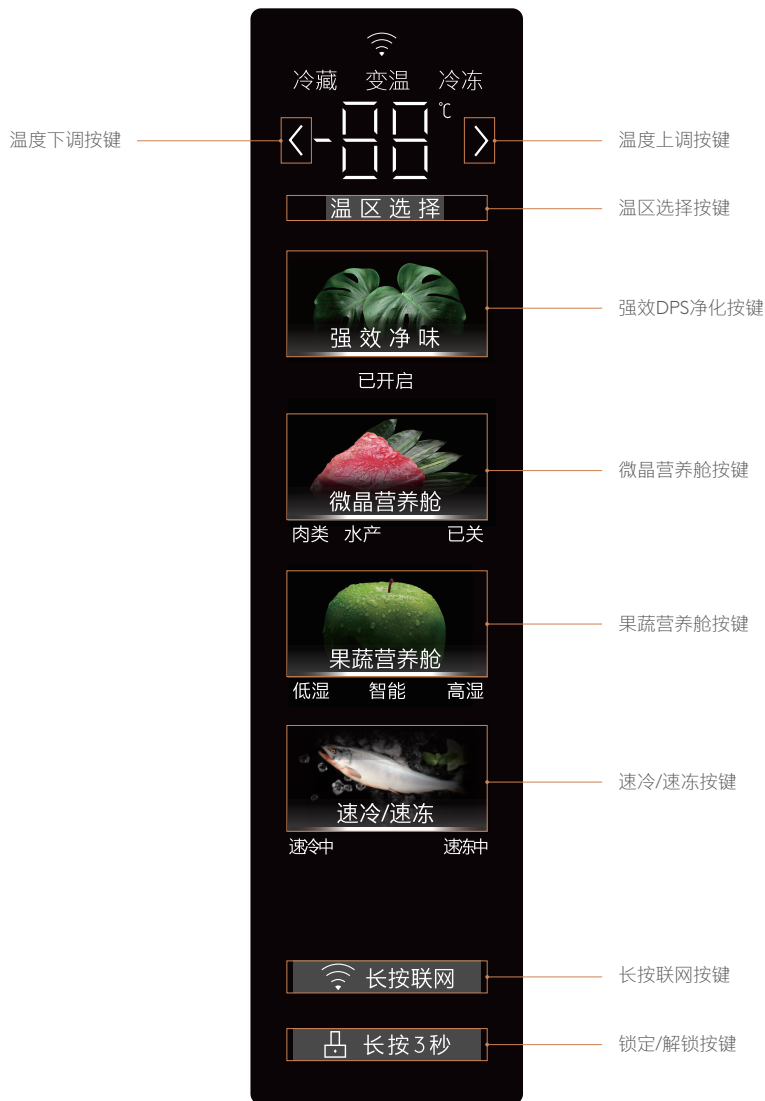 冷藏 变温 冷冻
温度下调按键
-88
℃
温度上调按键
温区选择
温区选择按键
强效净味
强效DPS净化按键
已开启
微晶营养舱
微晶营养舱按键
肉类 水产 已关
果蔬营养舱
果蔬营养舱按键
低湿 智能 高湿
速冷/速冻
速冷/速冻按键
速冷中 速冻中
长按联网
长按联网按键
长按3秒
锁定/解锁按键